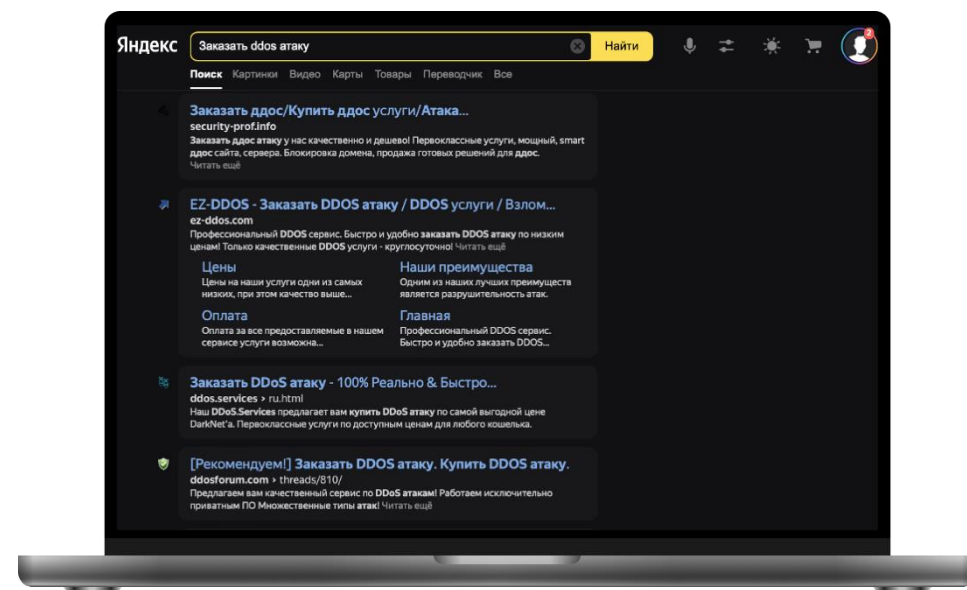 Яндекс
Заказать ddos атаку
Найти
2
Поиск Картинки Видео Карты Товары Переводчик Все
Заказать ддос/Купить ддос услуги/Атака...
security-prof.info
Заказать ддос атаку у нас качественно и дешево! Первоклассные услуги, мощный, smart
ддос сайта, сервера. Блокировка домена, продажа готовых решений для ддос.
Читать ещё
EZ-DDOS - Заказать DDOS атаку / DDOS услуги / Взлом...
ez-ddos.com
Профессиональный DDOS сервис. Быстро и удобно заказать DDOS атаку по низким
ценам! Только качественные DDOS услуги - круглосуточно! Читать ещё
Цены
Цены на наши услуги одни из самых
низких, при этом качество выше...
Наши преимущества
Одним из наших лучших преимуществ
является разрушительность атак.
Оплата
Оплата за все предоставляемые в нашем
сервисе услуги возможна...
Главная
Профессиональный DDOS сервис.
Быстро и удобно заказать DDOS...
Заказать DDoS атаку - 100% Реально & Быстро...
ddos.services › ru.html
Наш DDoS.Services предлагает вам купить DDoS атаку по самой выгодной цене
DarkNet'a. Первоклассные услуги по доступным ценам для любого кошелька.
[Рекомендуем!] Заказать DDOS атаку. Купить DDOS атаку.
ddosforum.com › threads/810/
Предлагаем вам качественный сервис по DDoS атакам! Работаем исключительно
приватным ПО Множественные типы атак! Читать ещё